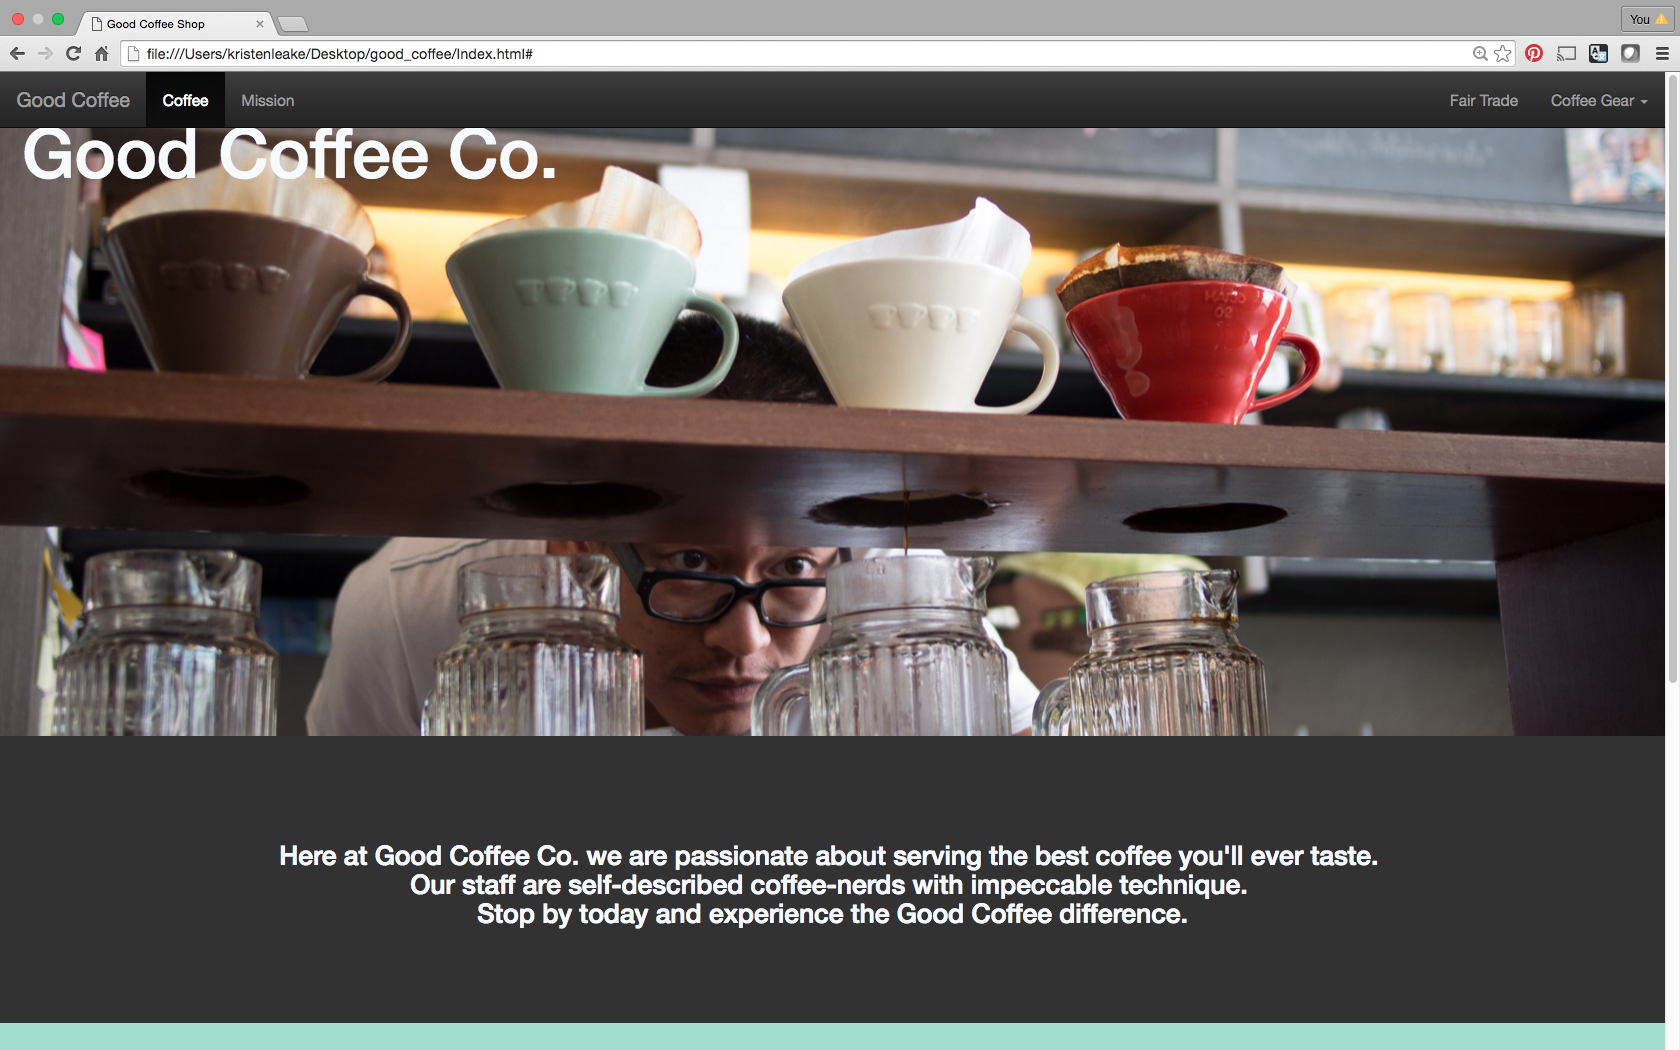 Good Coffee Shop
You
file:///Users/kristenleake/Desktop/good_coffee/Index.html#
Good Coffee
Coffee
Mission
Fair Trade
Coffee Gear
Good Coffee Co.
HARIO
02
Here at Good Coffee Co. we are passionate about serving the best coffee you'll ever taste.
Our staff are self-described coffee-nerds with impeccable technique.
Stop by today and experience the Good Coffee difference.